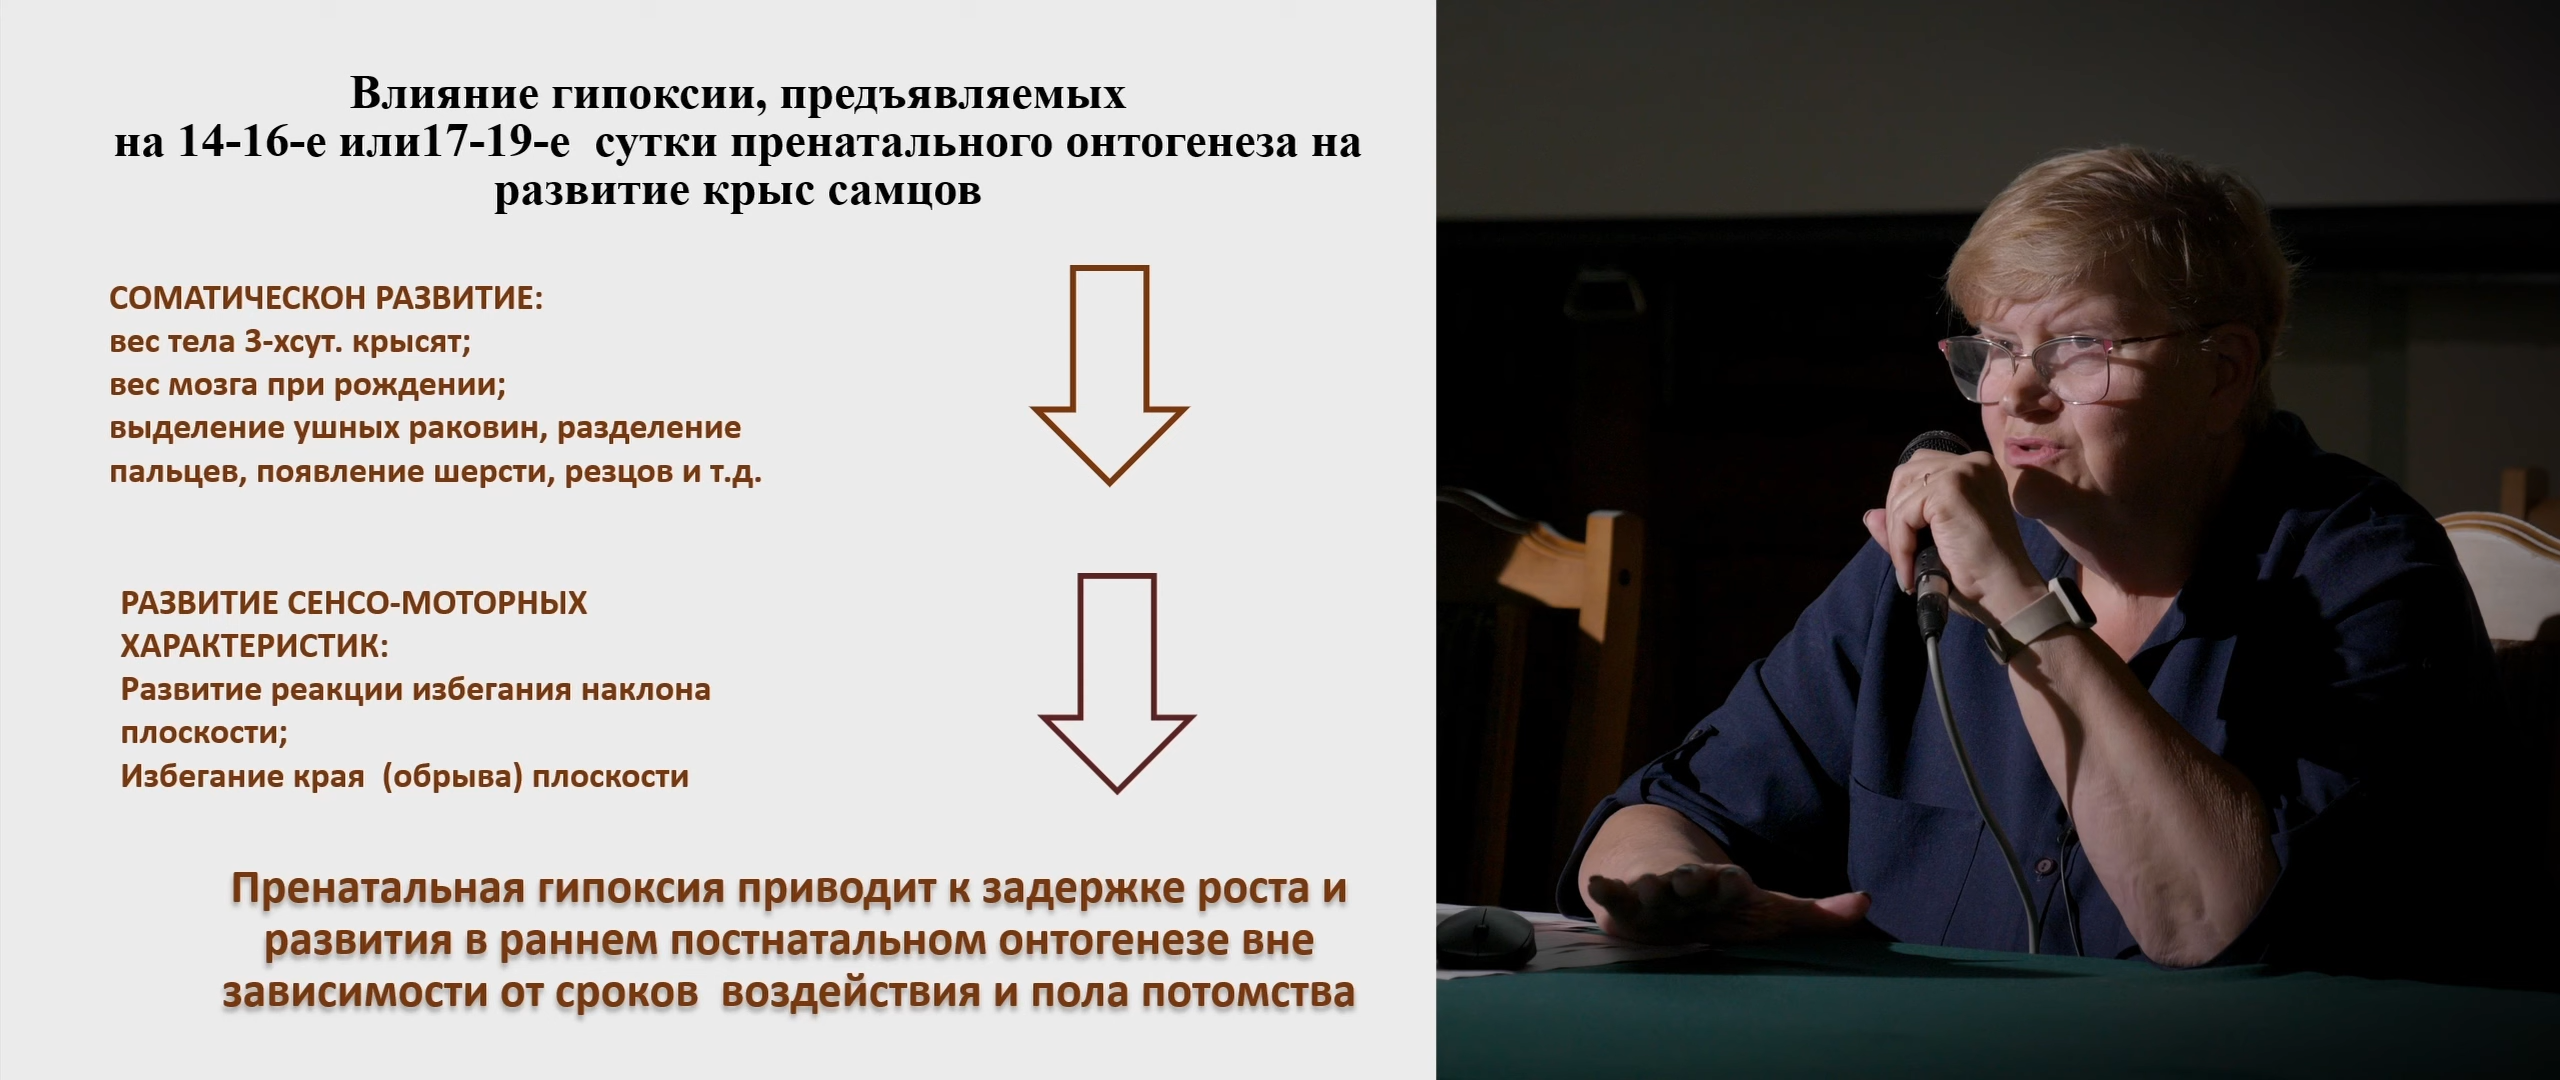 Влияние гипоксии, предъявляемых
на 14-16-е или17-19-е сутки пренатального онтогенеза на
развитие крыс самцов
СОМАТИЧЕСКОН РАЗВИТИЕ:
вес тела 3-хсут. крысят;
вес мозга при рождении;
выделение ушных раковин, разделение
пальцев, появление шерсти, резцов и т.д.
РАЗВИТИЕ СЕНСО-МОТОРНЫХ
ХАРАКТЕРИСТИК:
Развитие реакции избегания наклона
плоскости;
Избегание края (обрыва) плоскости
Пренатальная гипоксия приводит к задержке роста и
развития в раннем постнатальном онтогенезе вне
зависимости от сроков воздействия и пола потомства